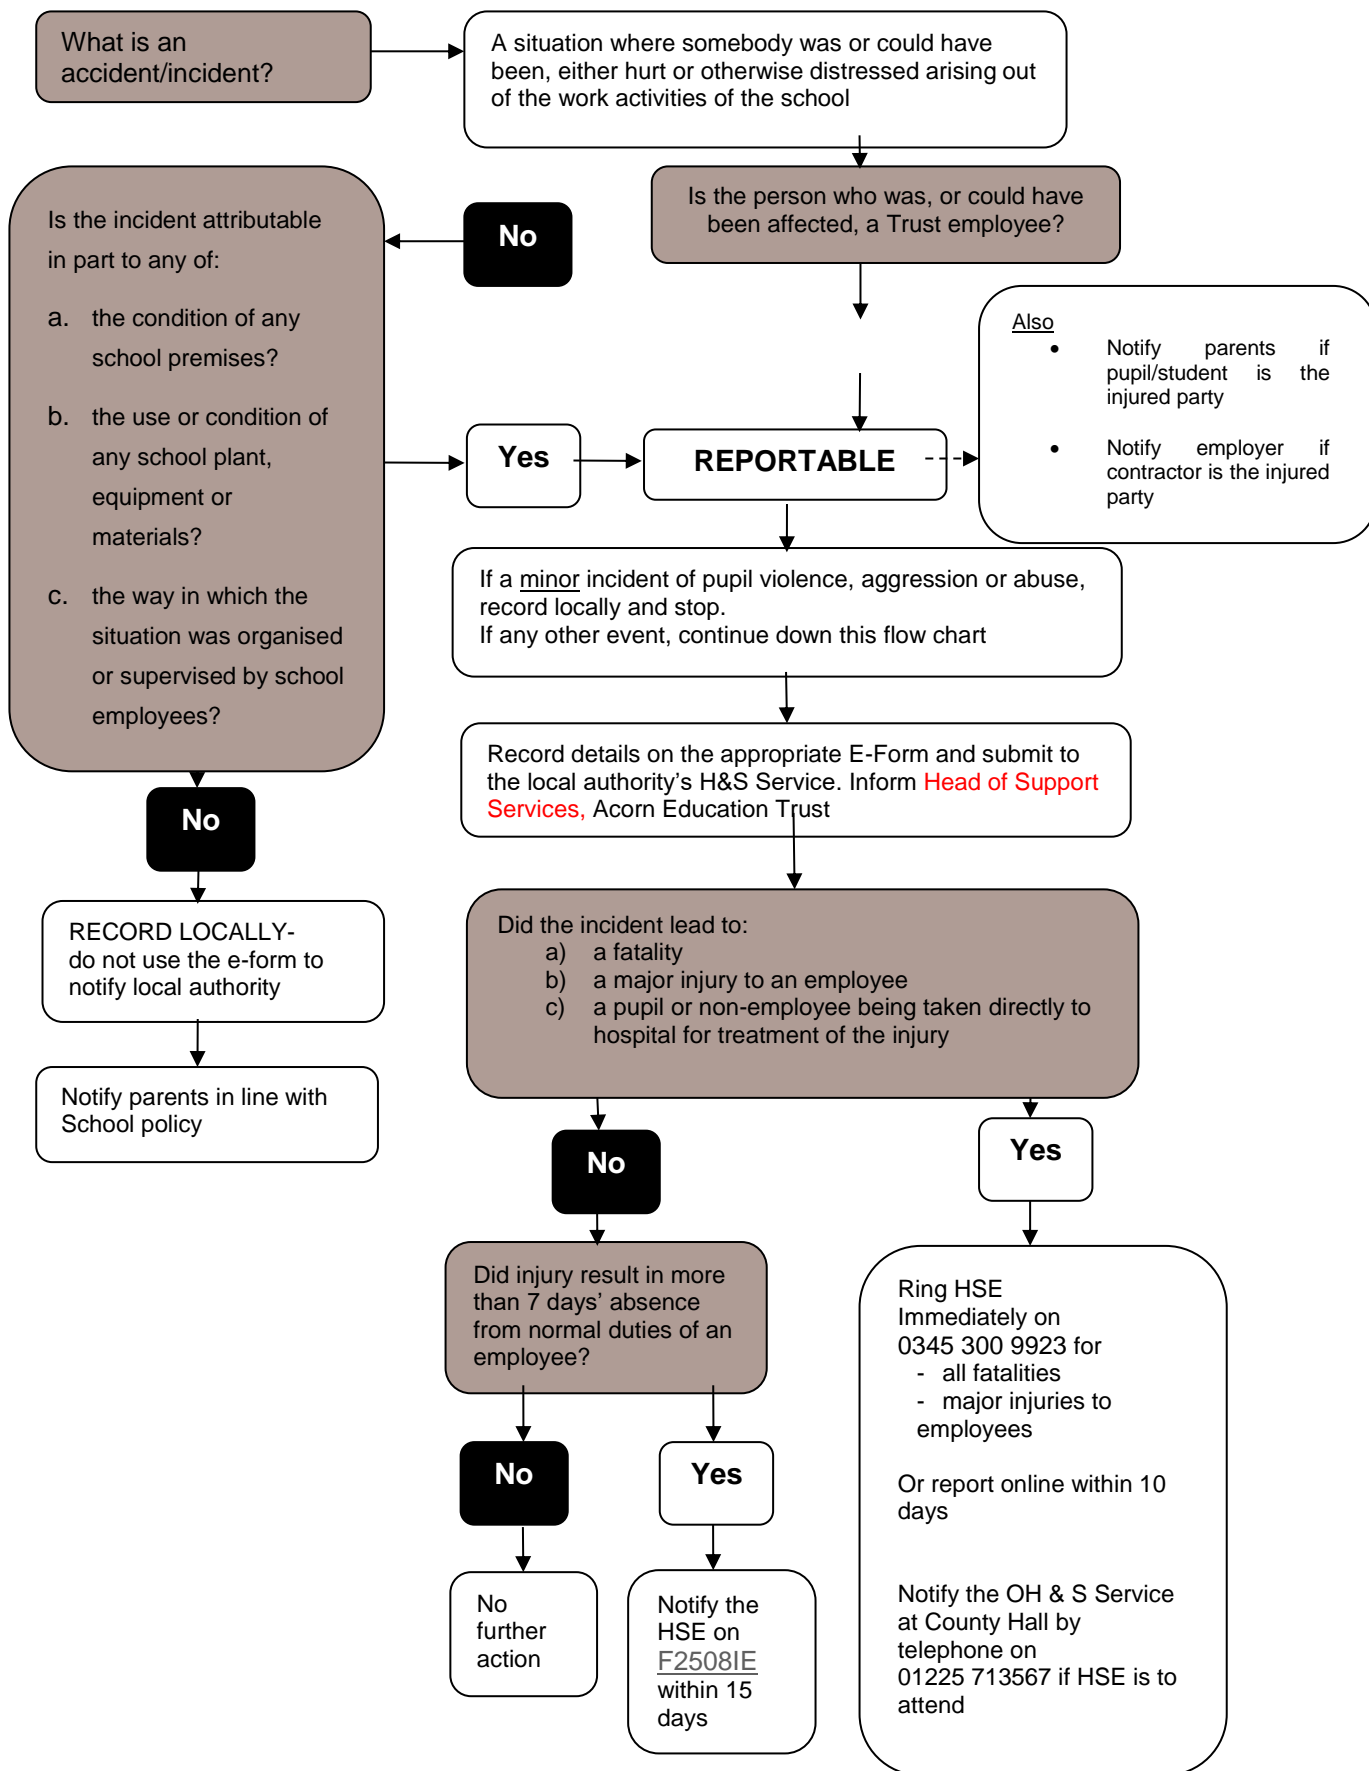 What is an
accident/incident?
A situation where somebody was or could have
been, either hurt or otherwise distressed arising out
of the work activities of the school
Is the person who was, or could have
been affected, a Trust employee?
No
Is the incident attributable
in part to any of:
a. the condition of any
school premises?
b. the use or condition of
any school plant,
equipment or
materials?
c. the way in which the
situation was organised
or supervised by school
employees?
Yes
REPORTABLE
Also
• Notify parents if
pupil/student is the
injured party
• Notify employer if
contractor is the injured
party
If a minor incident of pupil violence, aggression or abuse,
record locally and stop.
If any other event, continue down this flow chart
Record details on the appropriate E-Form and submit to
the local authority’s H&S Service. Inform Head of Support
Services, Acorn Education Trust
No
RECORD LOCALLY-
do not use the e-form to
notify local authority
Notify parents in line with
School policy
Did the incident lead to:
a) a fatality
b) a major injury to an employee
c) a pupil or non-employee being taken directly to
hospital for treatment of the injury
No
Yes
Did injury result in more
than 7 days’ absence
from normal duties of an
employee?
No
Yes
No
further
action
Notify the
HSE on
F2508IE
within 15
days
Ring HSE
Immediately on
0345 300 9923 for
- all fatalities
- major injuries to
employees
Or report online within 10
days
Notify the OH & S Service
at County Hall by
telephone on
01225 713567 if HSE is to
attend